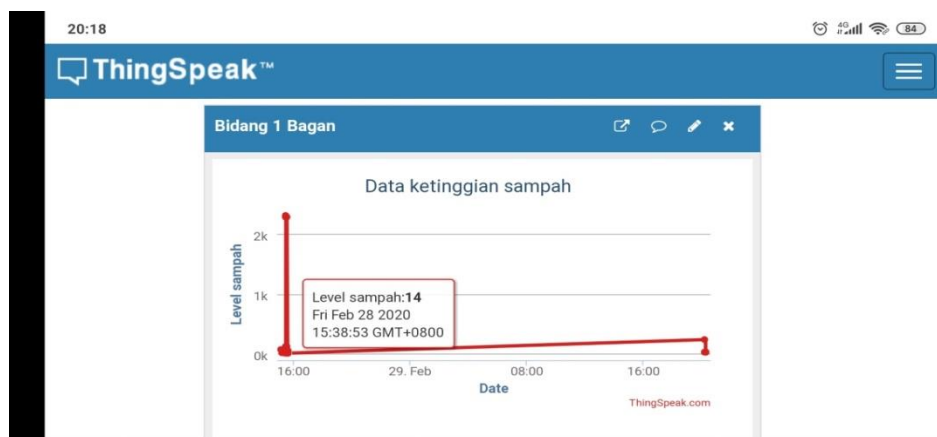 20:18
4G
84
ThingSpeak™
Bidang 1 Bagan
Data ketinggian sampah
Level sampah
2k
1k
0k
Level sampah:14
Fri Feb 28 2020
15:38:53 GMT+0800
16:00
29. Feb
08:00
16:00
Date
ThingSpeak.com